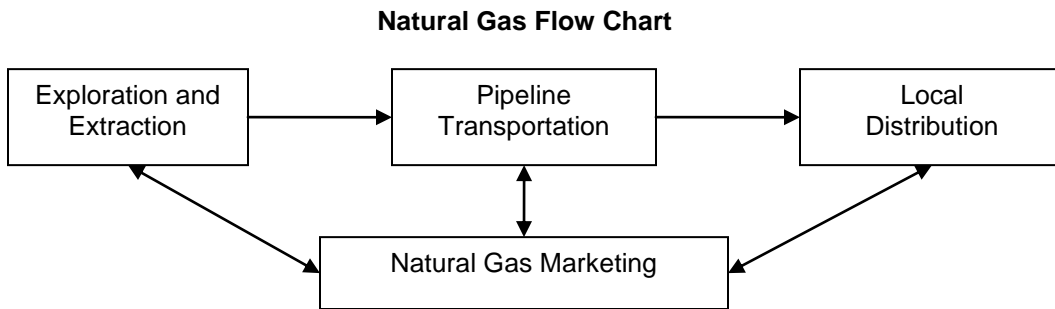 Natural Gas Flow Chart
Exploration and
Extraction
Pipeline
Transportation
Local
Distribution
Natural Gas Marketing